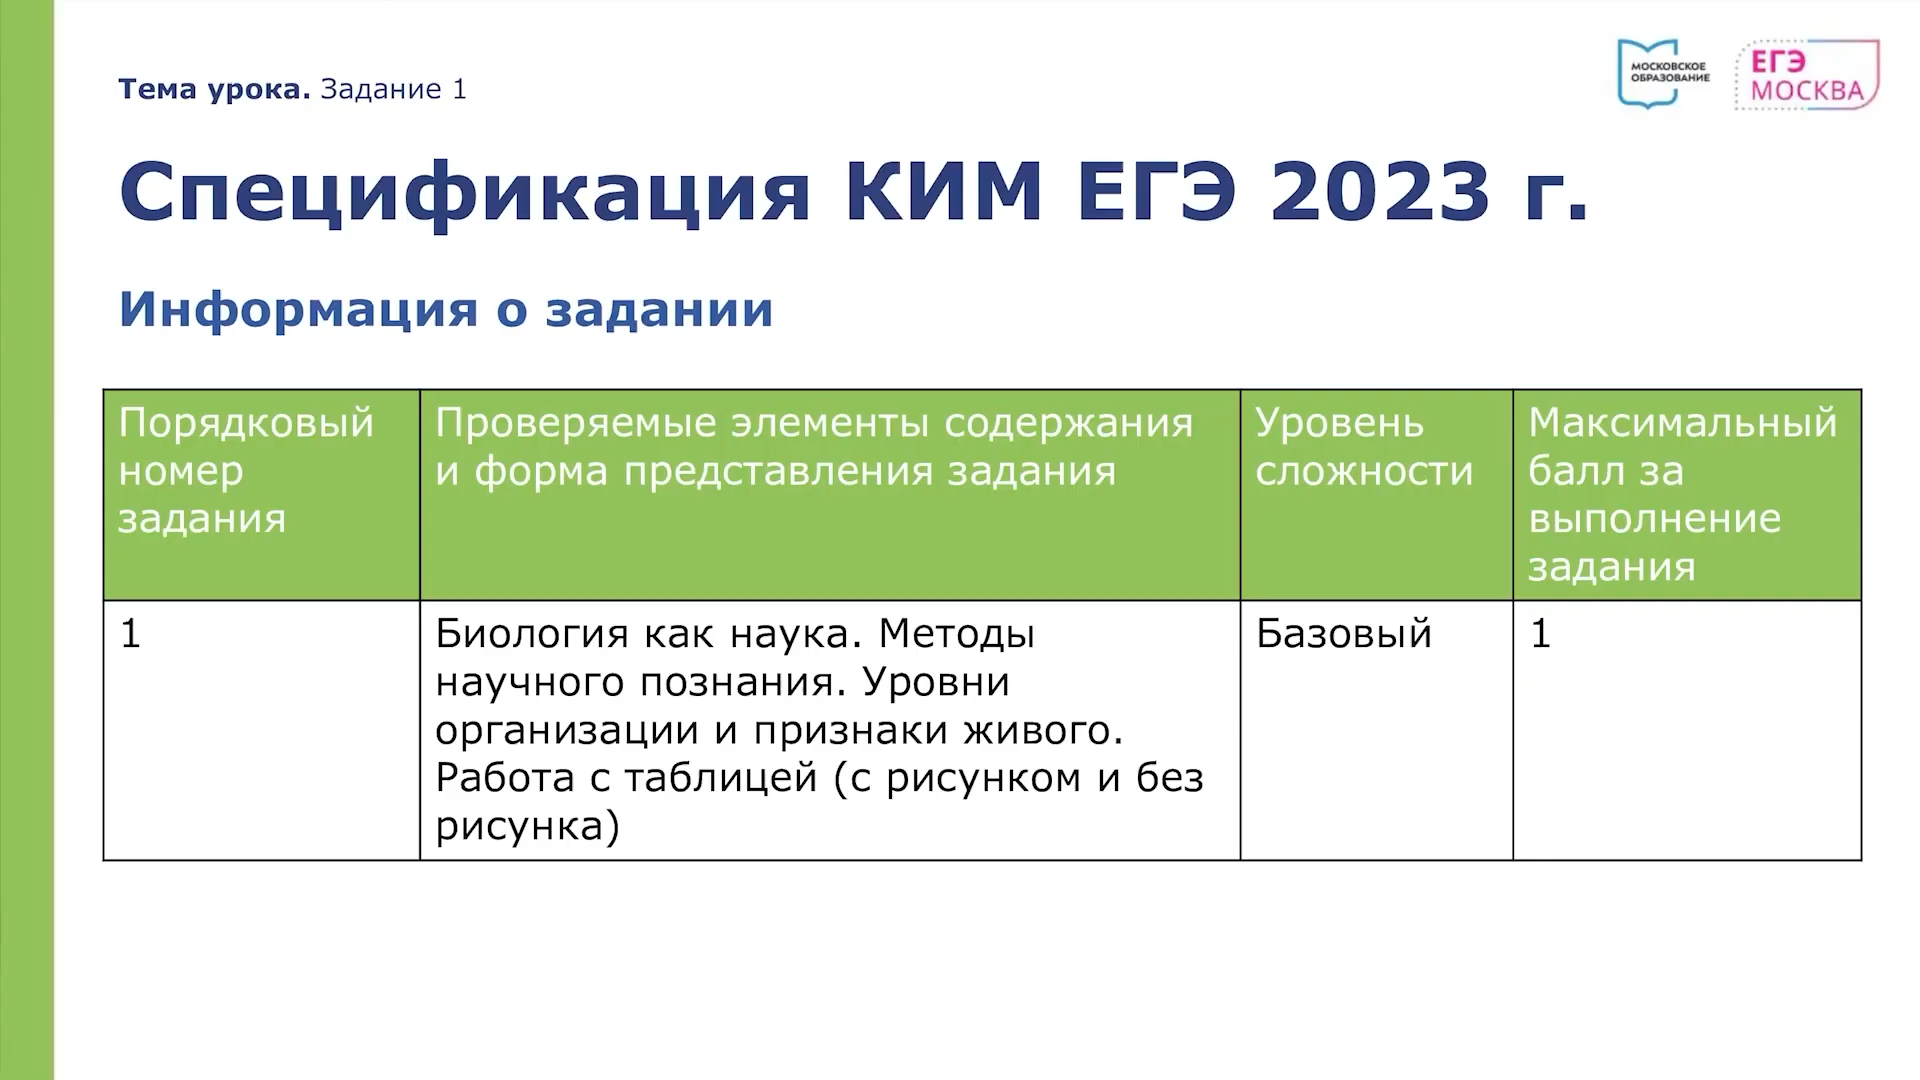 Тема урока. Задание 1
МОСКОВСКОЕ
ОБРАЗОВАНИЕ
ЕГЭ
МОСКВА
Спецификация КИМ ЕГЭ 2023 г.
Информация о задании
Порядковый
номер
задания
Проверяемые элементы содержания
и форма представления задания
Уровень
сложности
Максимальный
балл за
выполнение
задания
1
Биология как наука. Методы
научного познания. Уровни
организации и признаки живого.
Работа с таблицей (с рисунком и без
рисунка)
Базовый
1